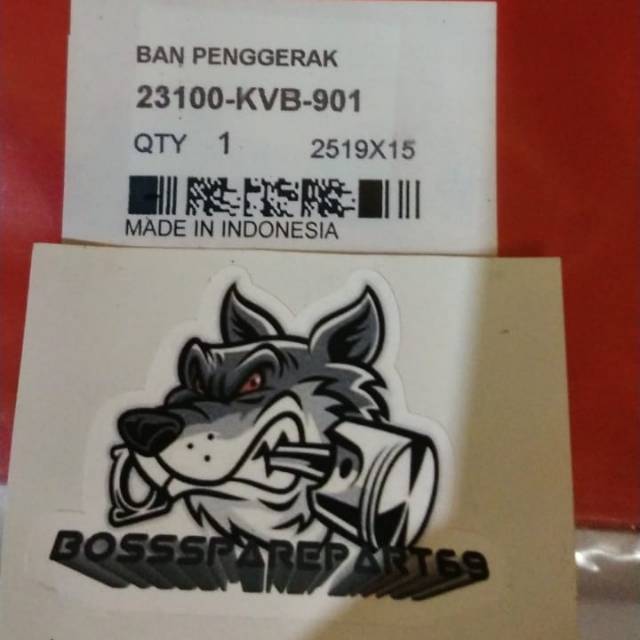 BAN PENGGERAK
23100-KVB-901
QTY 1 2519X15
MADE IN INDONESIA
BOSSSPAREPART69